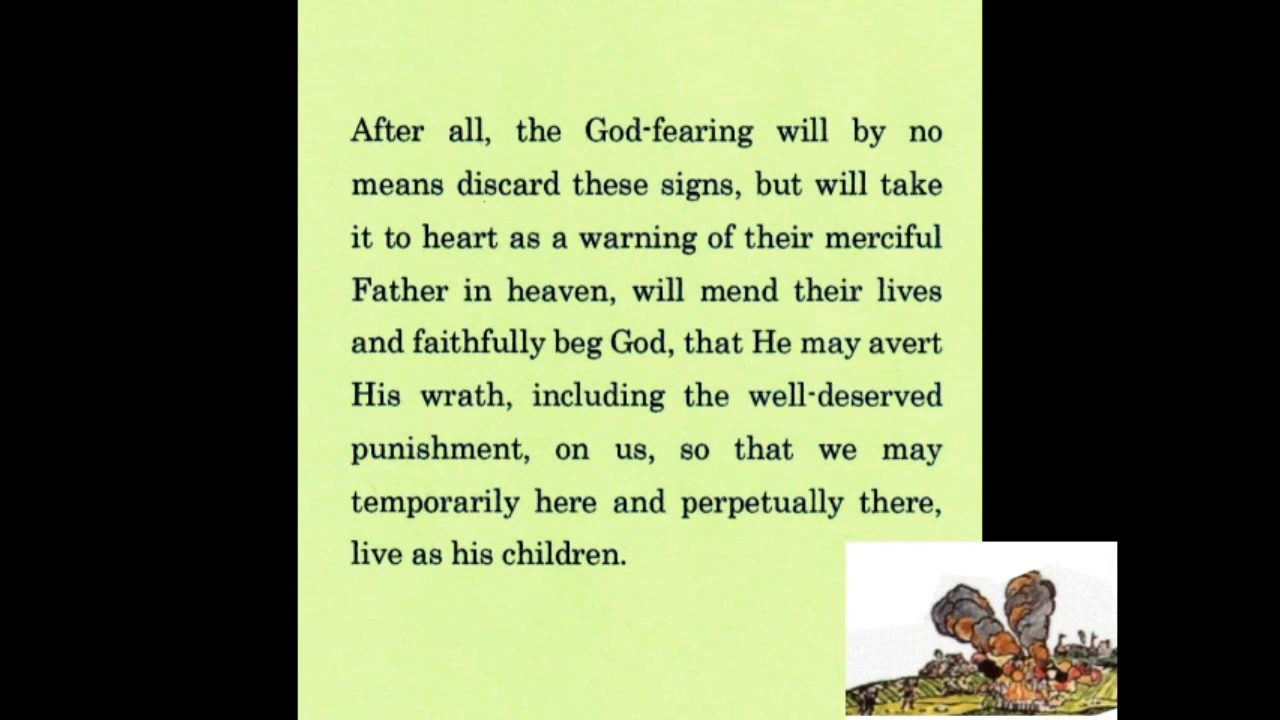 After all, the God-fearing will by no
means discard these signs, but will take
it to heart as a warning of their merciful
Father in heaven, will mend their lives
and faithfully beg God, that He may avert
His wrath, including the well-deserved
punishment, on us, so that we may
temporarily here and perpetually there,
live as his children.